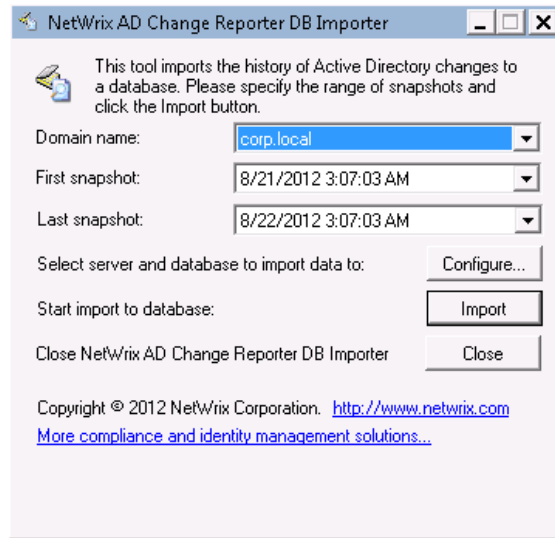 NetWrix AD Change Reporter DB Importer
This tool imports the history of Active Directory changes to
a database. Please specify the range of snapshots and
click the Import button.
Domain name:
corp.local
First snapshot:
8/21/2012 3:07:03 AM
Last snapshot:
8/22/2012 3:07:03 AM
Select server and database to import data to:
Configure...
Start import to database:
Import
Close NetWrix AD Change Reporter DB Importer
Close
Copyright © 2012 NetWrix Corporation. http://www.netwrix.com
More compliance and identity management solutions...